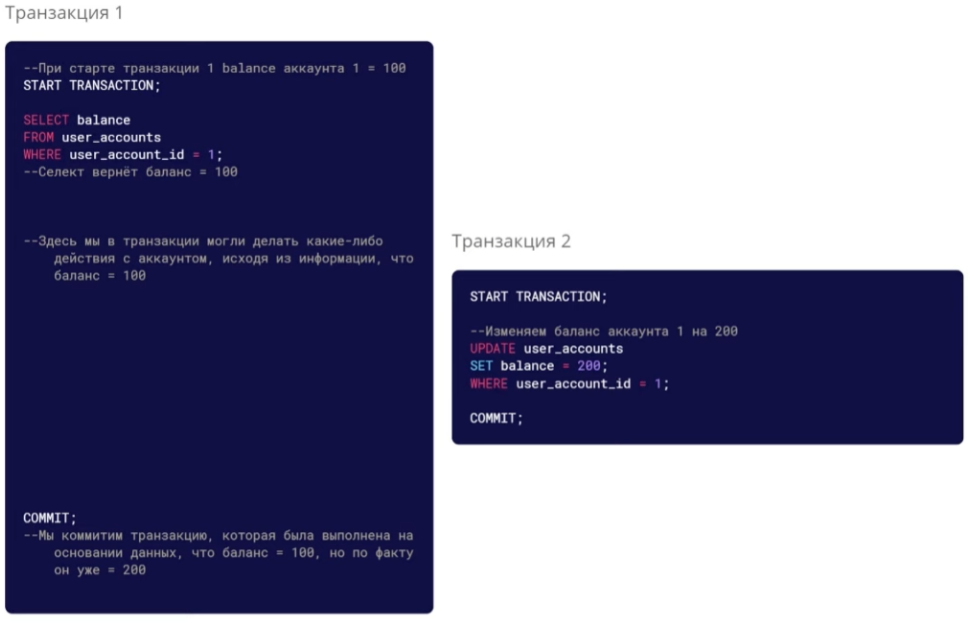 Транзакция 1
--При старте транзакции 1 balance аккаунта 1 = 100
START TRANSACTION;
SELECT balance
FROM user_accounts
WHERE user_account_id = 1;
--Селект вернёт баланс = 100
--Здесь мы в транзакции могли делать какие-либо
действия с аккаунтом, исходя из информации, что
баланс = 100
COMMIT;
--Мы коммитим транзакцию, которая была выполнена на
основании данных, что баланс = 100, но по факту
он уже = 200
Транзакция 2
START TRANSACTION;
--Изменяем баланс аккаунта 1 на 200
UPDATE user_accounts
SET balance = 200;
WHERE user_account_id = 1;
COMMIT;